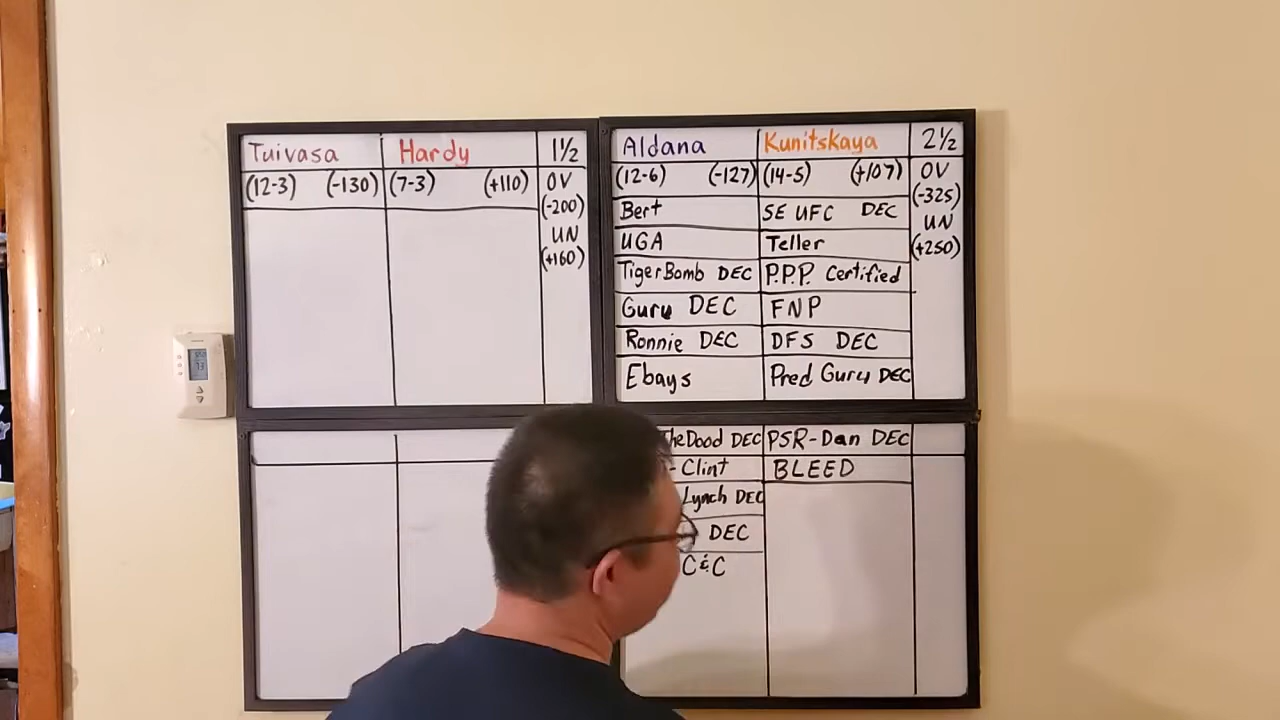 Tuivasa Hardy 1½
(12-3) (-130) (7-3) (+110) OV
(-200)
UN
(+160)
Aldana Kunitskaya 2½
(12-6) (-127) (14-5) (+107) OV
(-325)
UN
(+250)
Bert SE UFC DEC
UGA Teller
TigerBomb DEC P.P.P. Certified
Guru DEC FNP
Ronnie DEC DFS DEC
Ebays Pred Guru DEC
TheDood DEC PSR-Dan DEC
- Clint BLEED
Lynch DEC
DEC
C&C